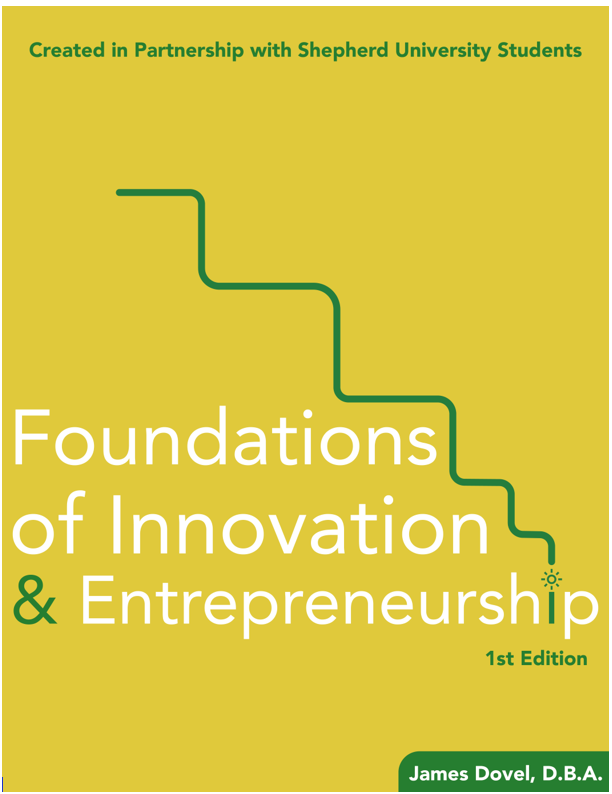 Created in Partnership with Shepherd University Students
Foundations
of Innovation
& Entrepreneurship
1st Edition
James Dovel, D.B.A.